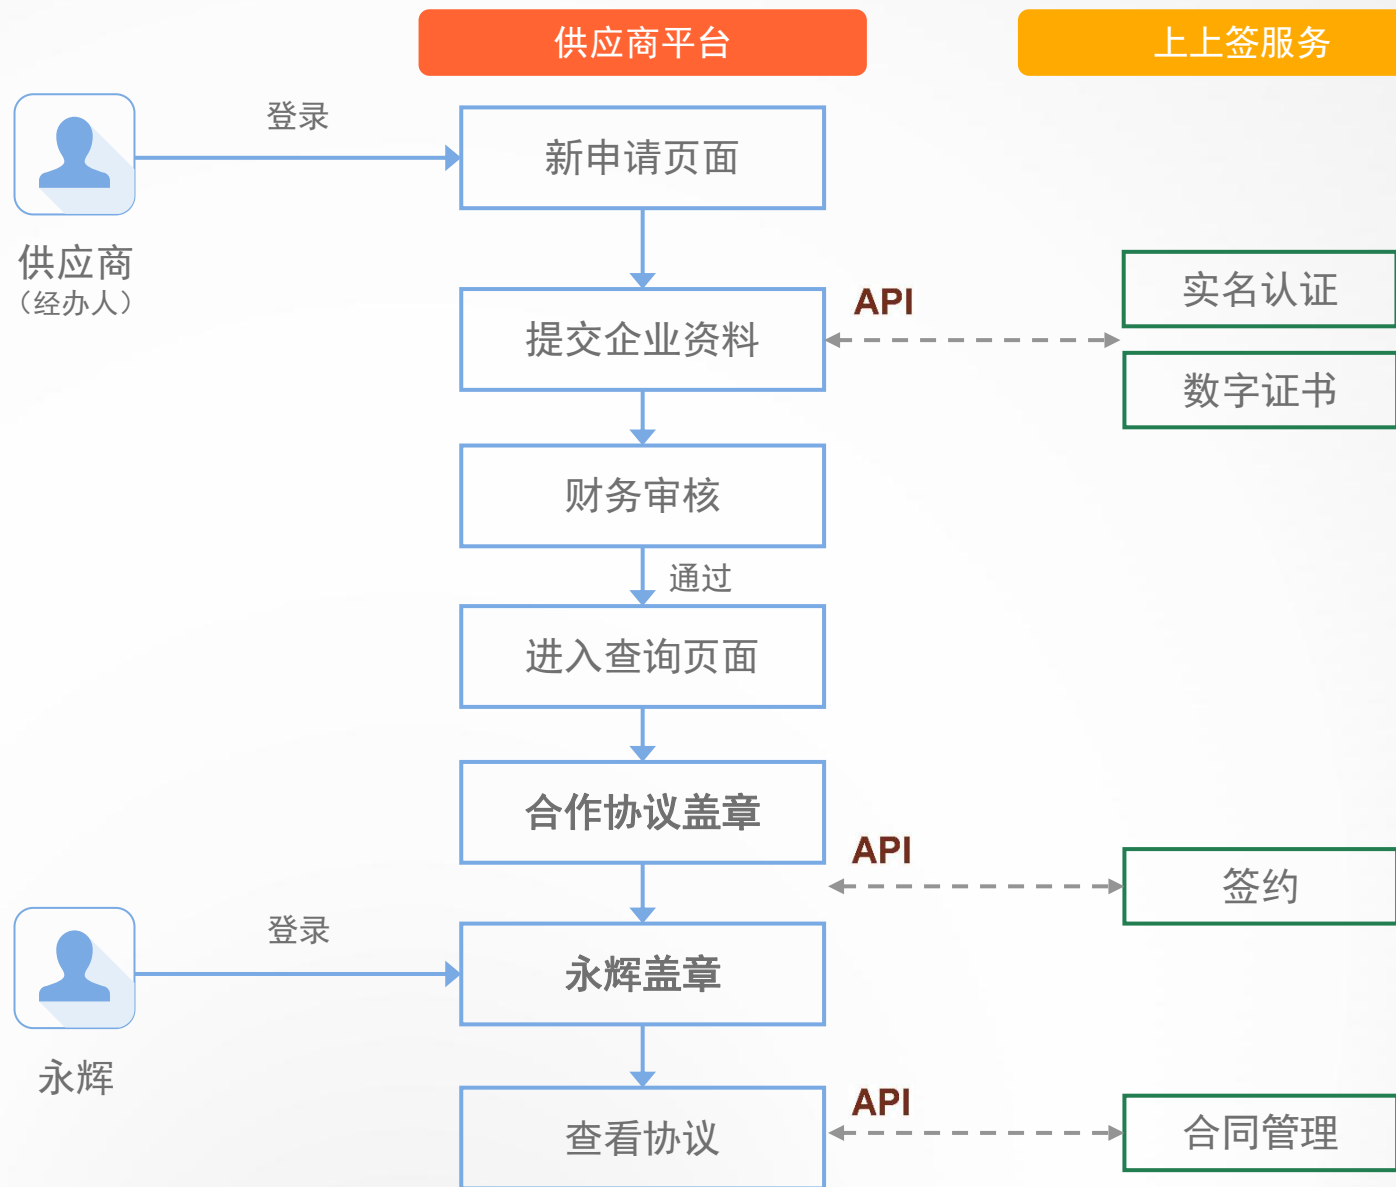 供应商平台
上上签服务
登录
新申请页面
供应商
（经办人）
API
实名认证
提交企业资料
数字证书
财务审核
通过
进入查询页面
合作协议盖章
API
签约
登录
永辉盖章
永辉
API
查看协议
合同管理